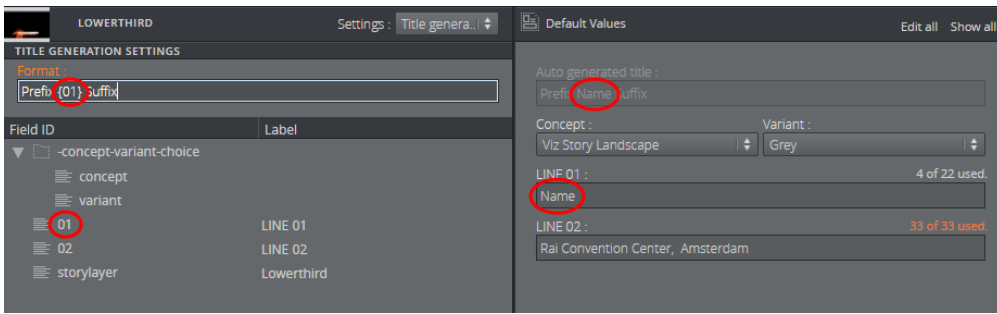 LOWERTHIRD
Settings : Title genera..
TITLE GENERATION SETTINGS
Format :
Prefix {01} Suffix
Field ID Label
-concept-variant-choice
concept
variant
01 LINE 01
02 LINE 02
storylayer Lowerthird
Default Values Edit all Show all
Auto generated title :
Prefix Name Suffix
Concept : Variant :
Viz Story Landscape Grey
LINE 01 : 4 of 22 used.
Name
LINE 02 : 33 of 33 used.
Rai Convention Center, Amsterdam